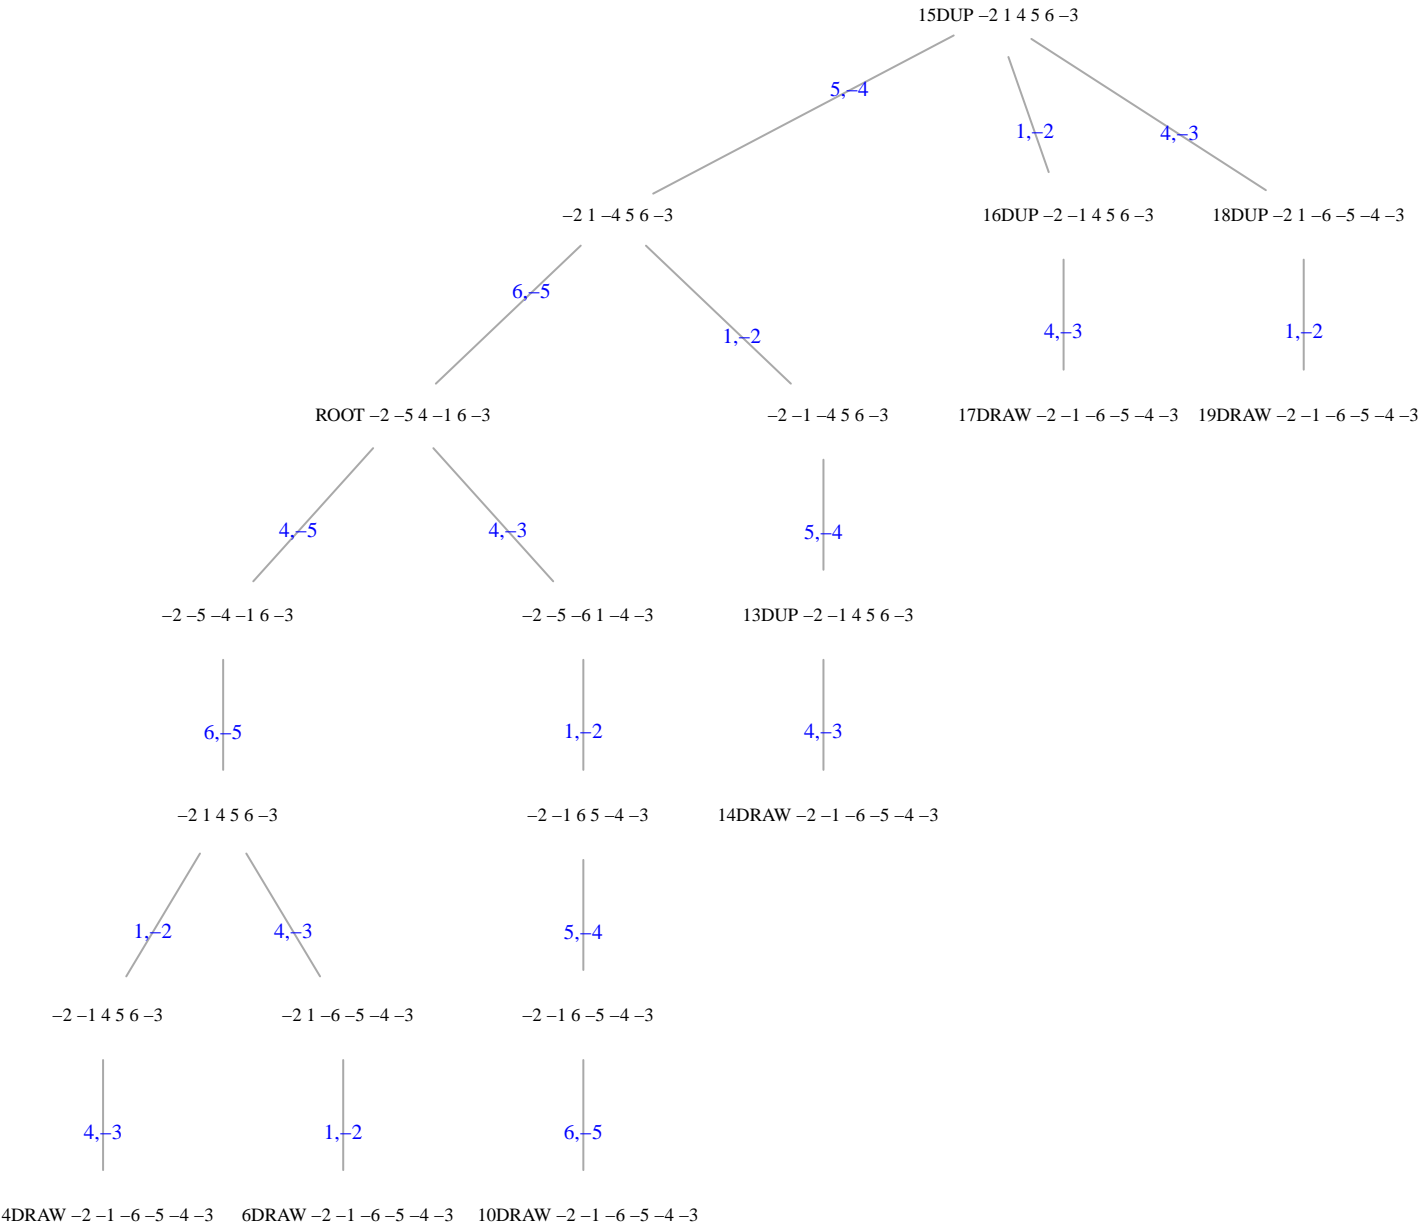 15DUP –2 1 4 5 6 –3
5,–4
1,–2
4,–3
–2 1 –4 5 6 –3
16DUP –2 –1 4 5 6 –3
18DUP –2 1 –6 –5 –4 –3
6,–5
1,–2
4,–3
1,–2
ROOT –2 –5 4 –1 6 –3
–2 –1 –4 5 6 –3
17DRAW –2 –1 –6 –5 –4 –3
19DRAW –2 –1 –6 –5 –4 –3
4,–5
4,–3
5,–4
–2 –5 –4 –1 6 –3
–2 –5 –6 1 –4 –3
13DUP –2 –1 4 5 6 –3
6,–5
1,–2
4,–3
–2 1 4 5 6 –3
–2 –1 6 5 –4 –3
14DRAW –2 –1 –6 –5 –4 –3
1,–2
4,–3
5,–4
–2 –1 4 5 6 –3
–2 1 –6 –5 –4 –3
–2 –1 6 –5 –4 –3
4,–3
1,–2
6,–5
4DRAW –2 –1 –6 –5 –4 –3
6DRAW –2 –1 –6 –5 –4 –3
10DRAW –2 –1 –6 –5 –4 –3